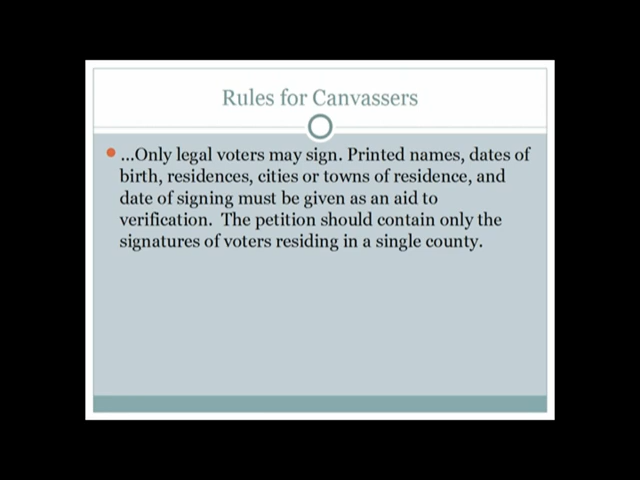 Rules for Canvassers
...Only legal voters may sign. Printed names, dates of
birth, residences, cities or towns of residence, and
date of signing must be given as an aid to
verification.  The petition should contain only the
signatures of voters residing in a single county.